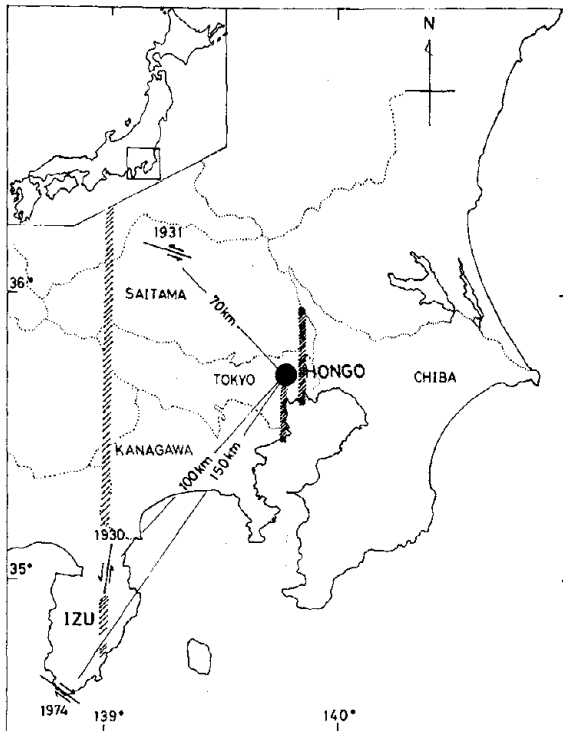 N
1931
36°
SAITAMA
70km
TOKYO
HONGO
CHIBA
KANAGAWA
100km
150km
1930
35°
IZU
1974
139°
140°